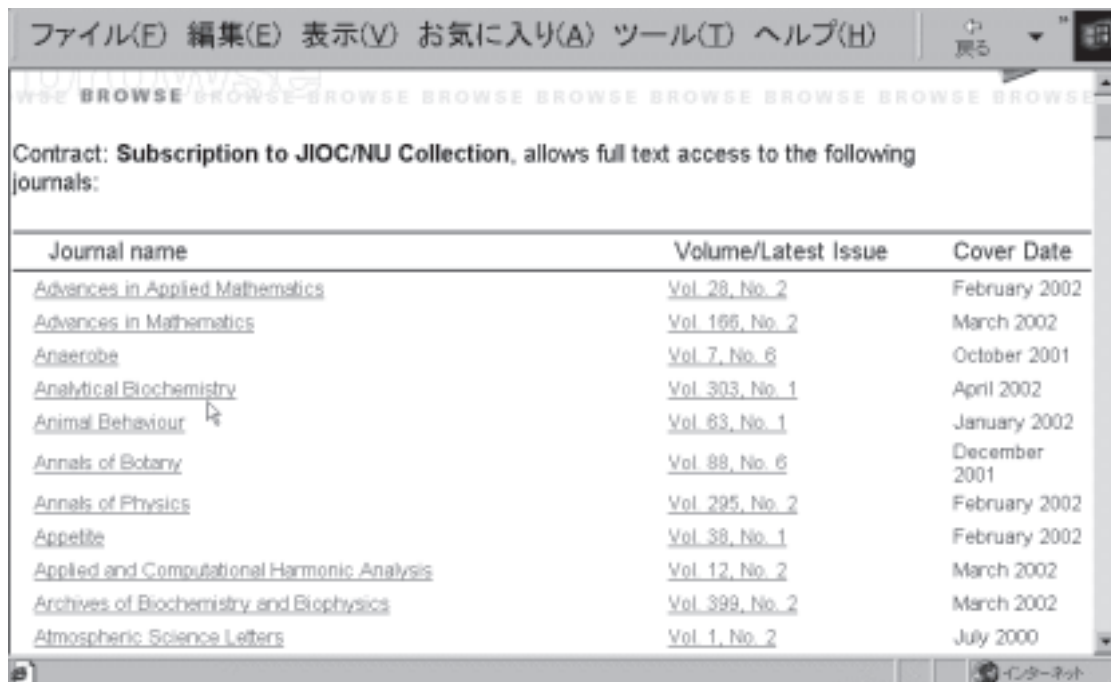 ファイル(F) 編集(E) 表示(V) お気に入り(A) ツール(T) ヘルプ(H) 戻る
BROWSE BROWSE BROWSE BROWSE BROWSE BROWSE BROWSE BROWSE
Contract: Subscription to JIOC/NU Collection, allows full text access to the following
journals:
Journal name Volume/Latest Issue Cover Date
Advances in Applied Mathematics Vol. 28, No. 2 February 2002
Advances in Mathematics Vol. 166, No. 2 March 2002
Anaerobe Vol. 7, No. 6 October 2001
Analytical Biochemistry Vol. 303, No. 1 April 2002
Animal Behaviour Vol. 63, No. 1 January 2002
Annals of Botany Vol. 88, No. 6 December
2001
Annals of Physics Vol. 295, No. 2 February 2002
Appetite Vol. 38, No. 1 February 2002
Applied and Computational Harmonic Analysis Vol. 12, No. 2 March 2002
Archives of Biochemistry and Biophysics Vol. 399, No. 2 March 2002
Atmospheric Science Letters Vol. 1, No. 2 July 2000
インターネット